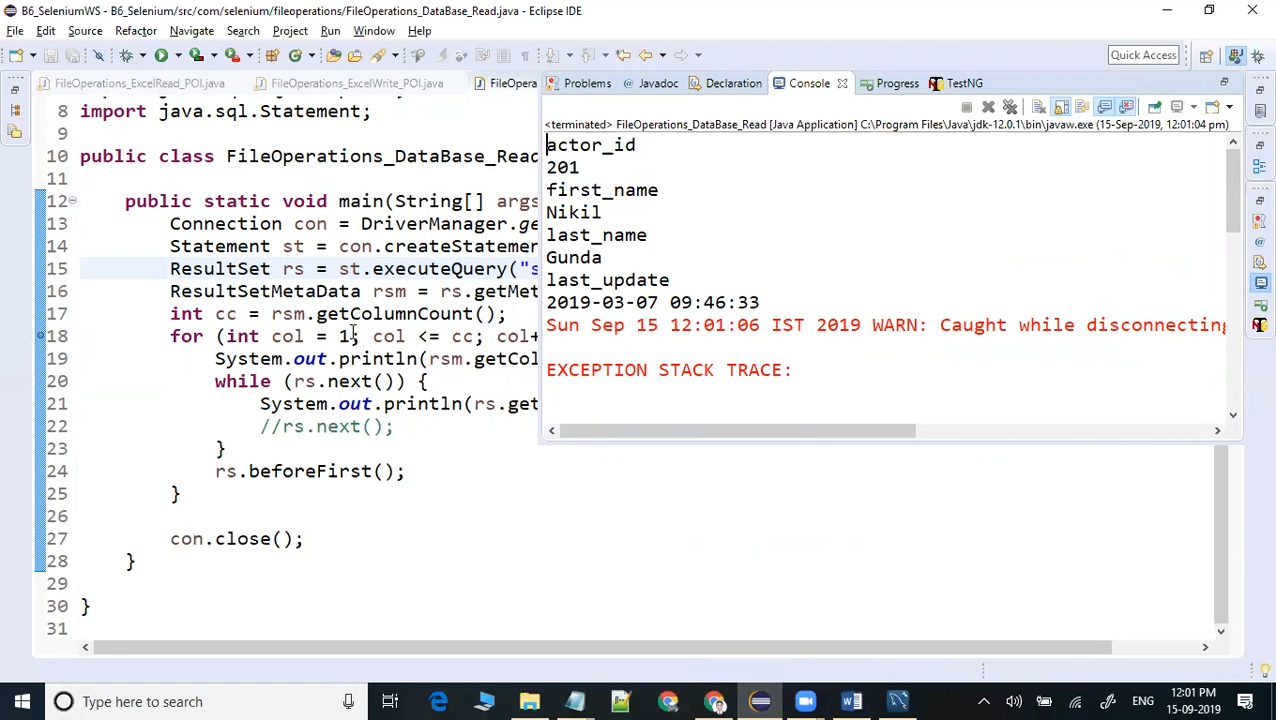 B6_SeleniumWS - B6_Selenium/src/com/selenium/fileoperations/FileOperations_DataBase_Read.java - Eclipse IDE
File Edit Source Refactor Navigate Search Project Run Window Help
Quick Access
FileOperations_ExcelRead_POI.java FileOperations_ExcelWrite_POI.java FileOpera
Problems @ Javadoc Declaration Console Progress TestNG
<terminated> FileOperations_DataBase_Read [Java Application] C:\Program Files\Java\jdk-12.0.1\bin\javaw.exe (15-Sep-2019, 12:01:04 pm)
actor_id
201
first_name
Nikil
last_name
Gunda
last_update
2019-03-07 09:46:33
Sun Sep 15 12:01:06 IST 2019 WARN: Caught while disconnecting
EXCEPTION STACK TRACE:
8 import java.sql.Statement;
9
10 public class FileOperations_DataBase_Read
11
12 public static void main(String[] args
13 Connection con = DriverManager.ge
14 Statement st = con.createStatemen
15 ResultSet rs = st.executeQuery("s
16 ResultSetMetaData rsm = rs.getMet
17 int cc = rsm.getColumnCount();
18 for (int col = 1; col <= cc; col+
19 System.out.println(rsm.getCol
20 while (rs.next()) {
21 System.out.println(rs.get
22 //rs.next();
23 }
24 rs.beforeFirst();
25 }
26
27 con.close();
28 }
29
30 }
31
Type here to search
ENG
12:01 PM
15-09-2019